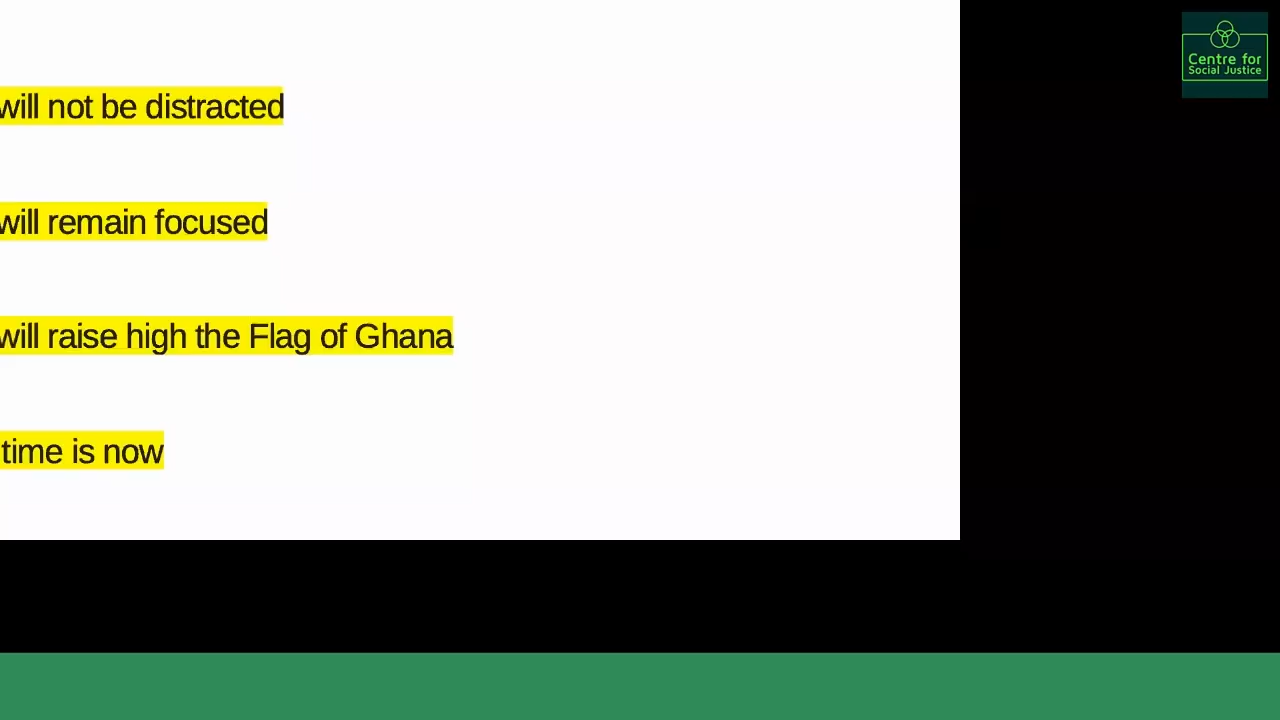 will not be distracted
will remain focused
will raise high the Flag of Ghana
time is now
Centre for
Social Justice